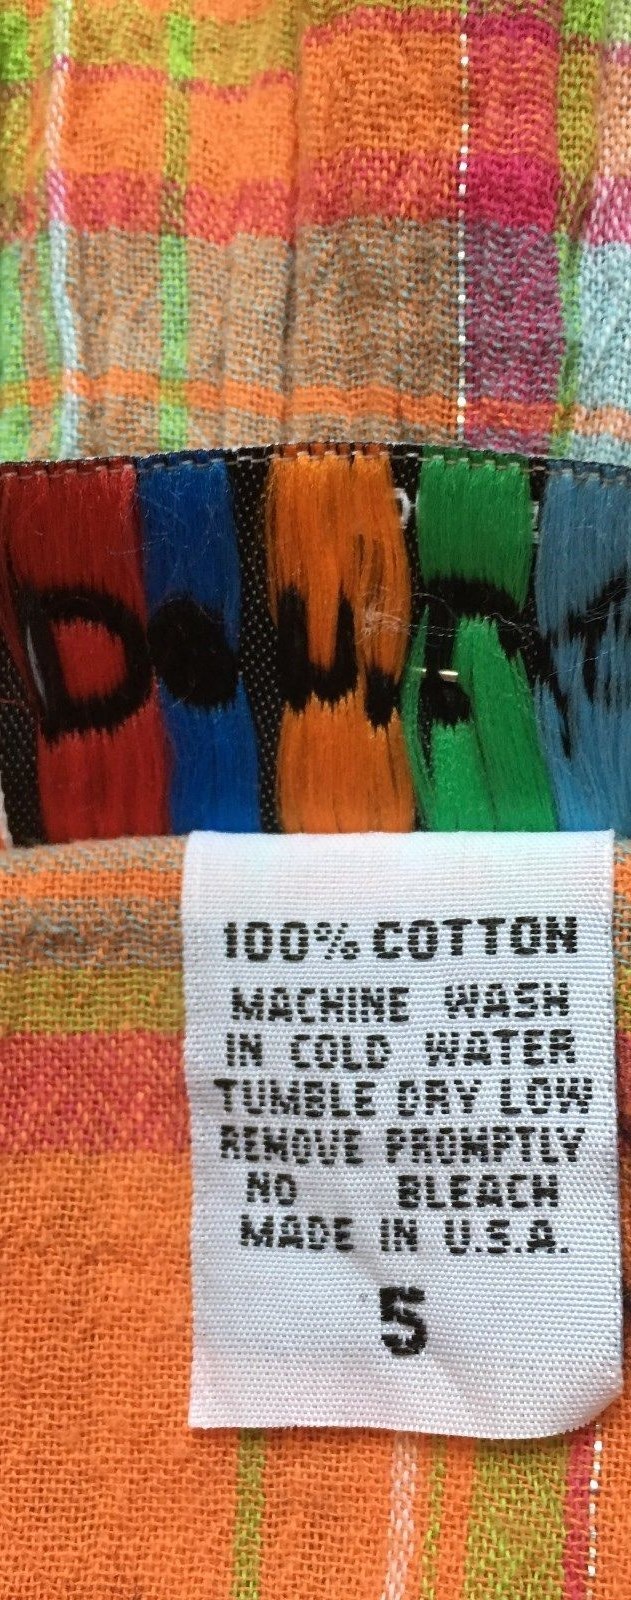 100% COTTON
MACHINE WASH
IN COLD WATER
TUMBLE DRY LOW
REMOVE PROMPTLY
NO BLEACH
MADE IN U.S.A.
5